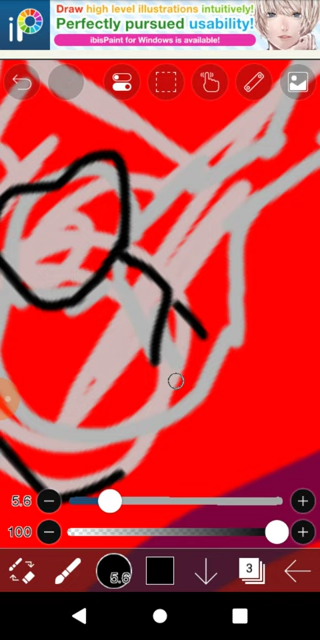 Draw high level illustrations intuitively!
Perfectly pursued usability!
ibisPaint for Windows is available!
iP
5.6
100
5.6
3